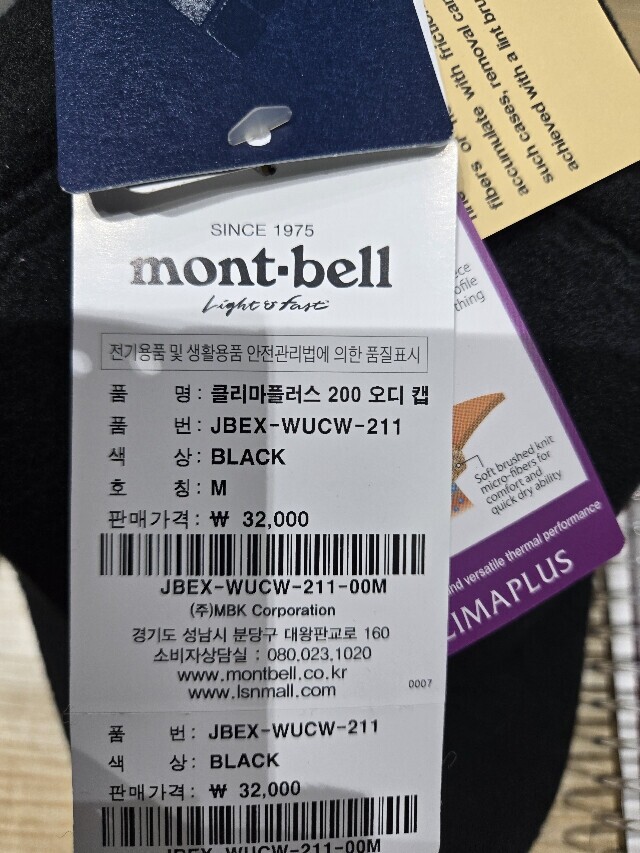 SINCE 1975
mont-bell
Light & Fast
전기용품 및 생활용품 안전관리법에 의한 품질표시
품 명 : 클리마플러스 200 오디 캡
품 번 : JBEX-WUCW-211
색 상 : BLACK
호 칭 : M
판매가격 : ₩ 32,000
JBEX-WUCW-211-00M
(주)MBK Corporation
경기도 성남시 분당구 대왕판교로 160
소비자상담실 : 080.023.1020
www.montbell.co.kr
www.lsnmall.com
0007
품 번 : JBEX-WUCW-211
색 상 : BLACK
판매가격 : ₩ 32,000
JBEX-WUCW-211-00M
fibers or
accumulate with friction
such cases, removal can
achieved with a lint
thing
Soft brushed knit
micro-fibers for
comfort and
quick dry ability
and versatile thermal performance
LIMAPLUS